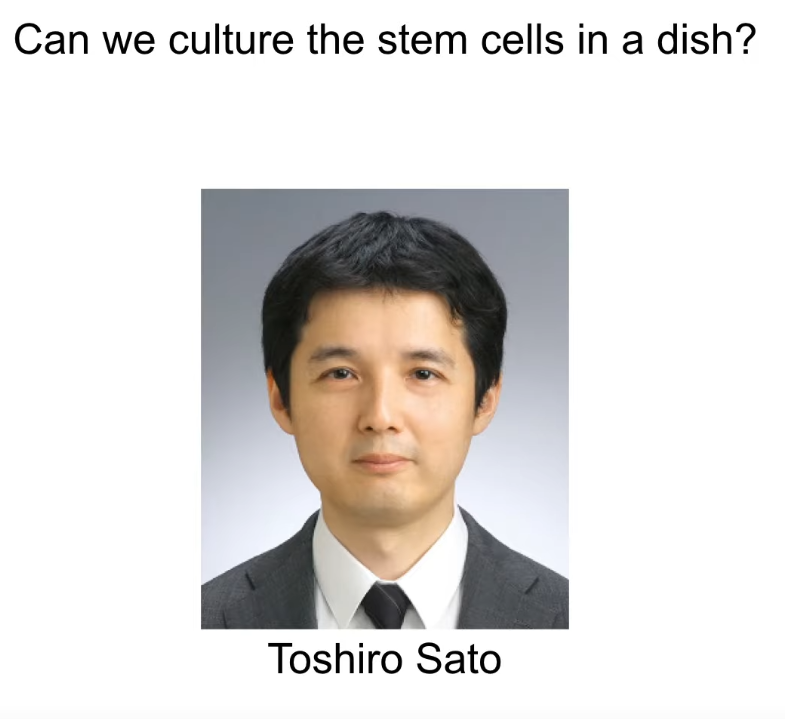 Can we culture the stem cells in a dish?
Toshiro Sato